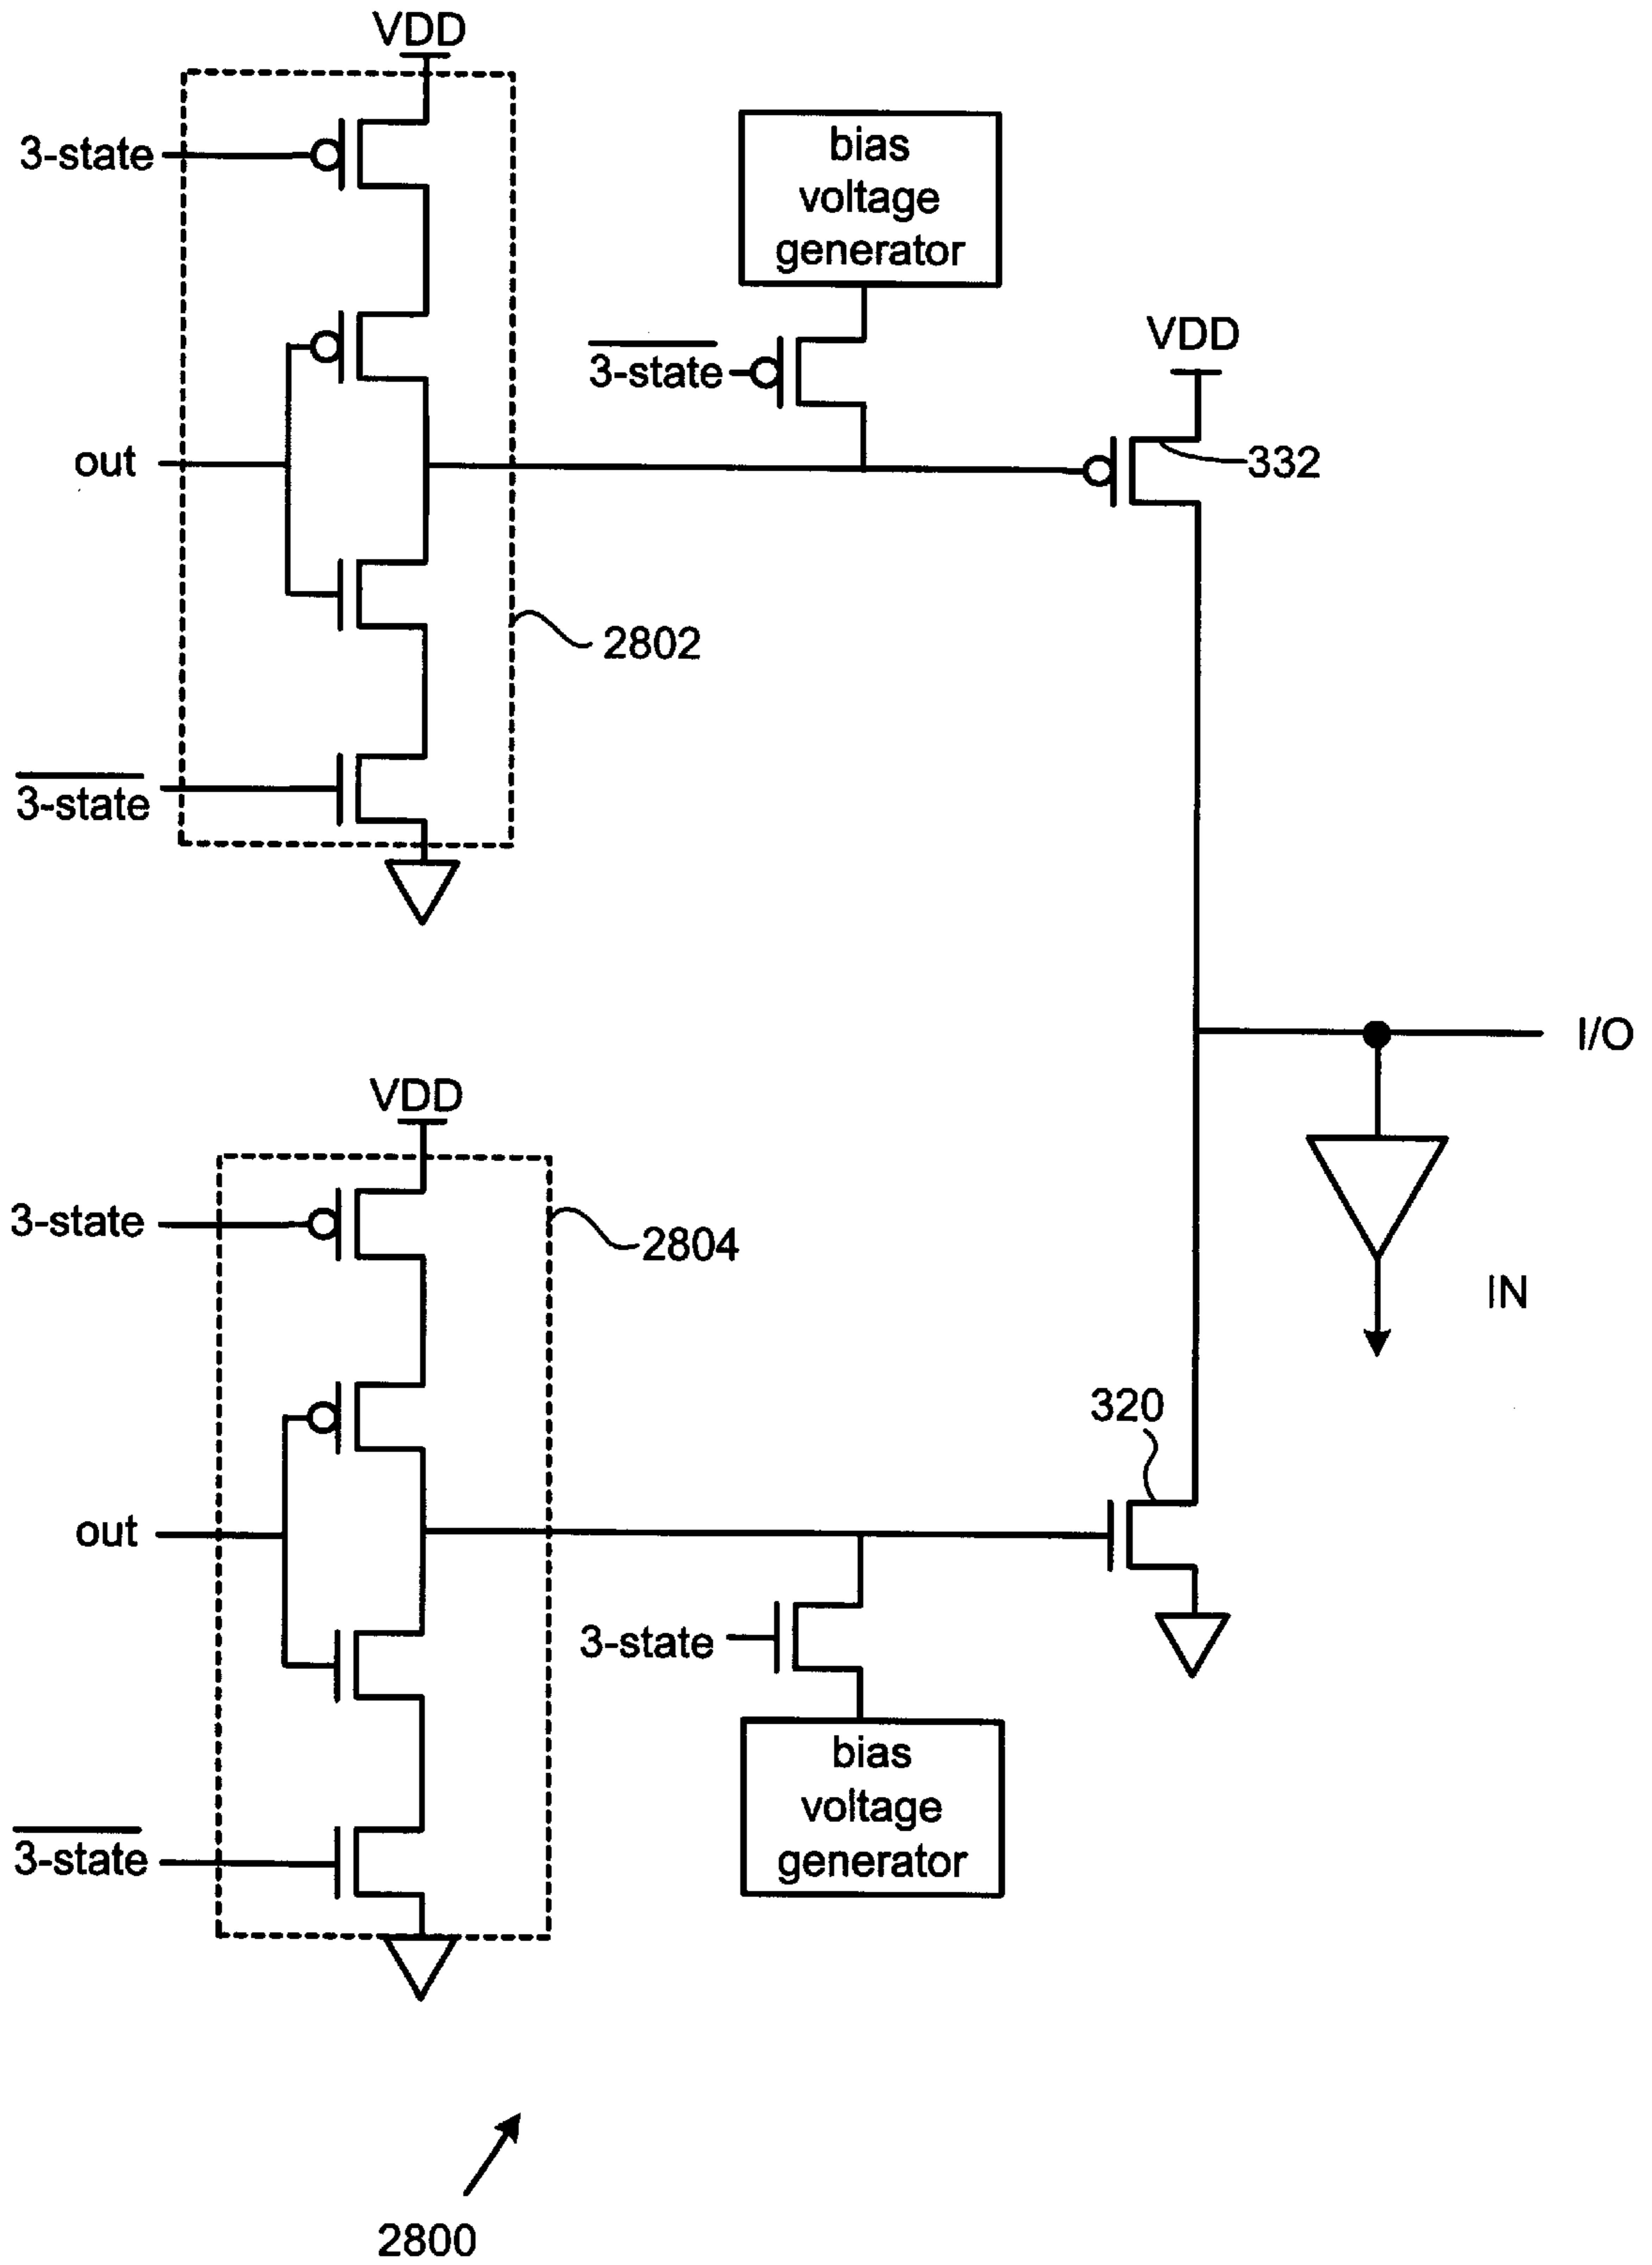 VDD
3-state
bias
voltage
generator
3-state
VDD
out
332
2802
3-state
I/O
VDD
3-state
2804
IN
320
out
3-state
bias
voltage
generator
3-state
2800